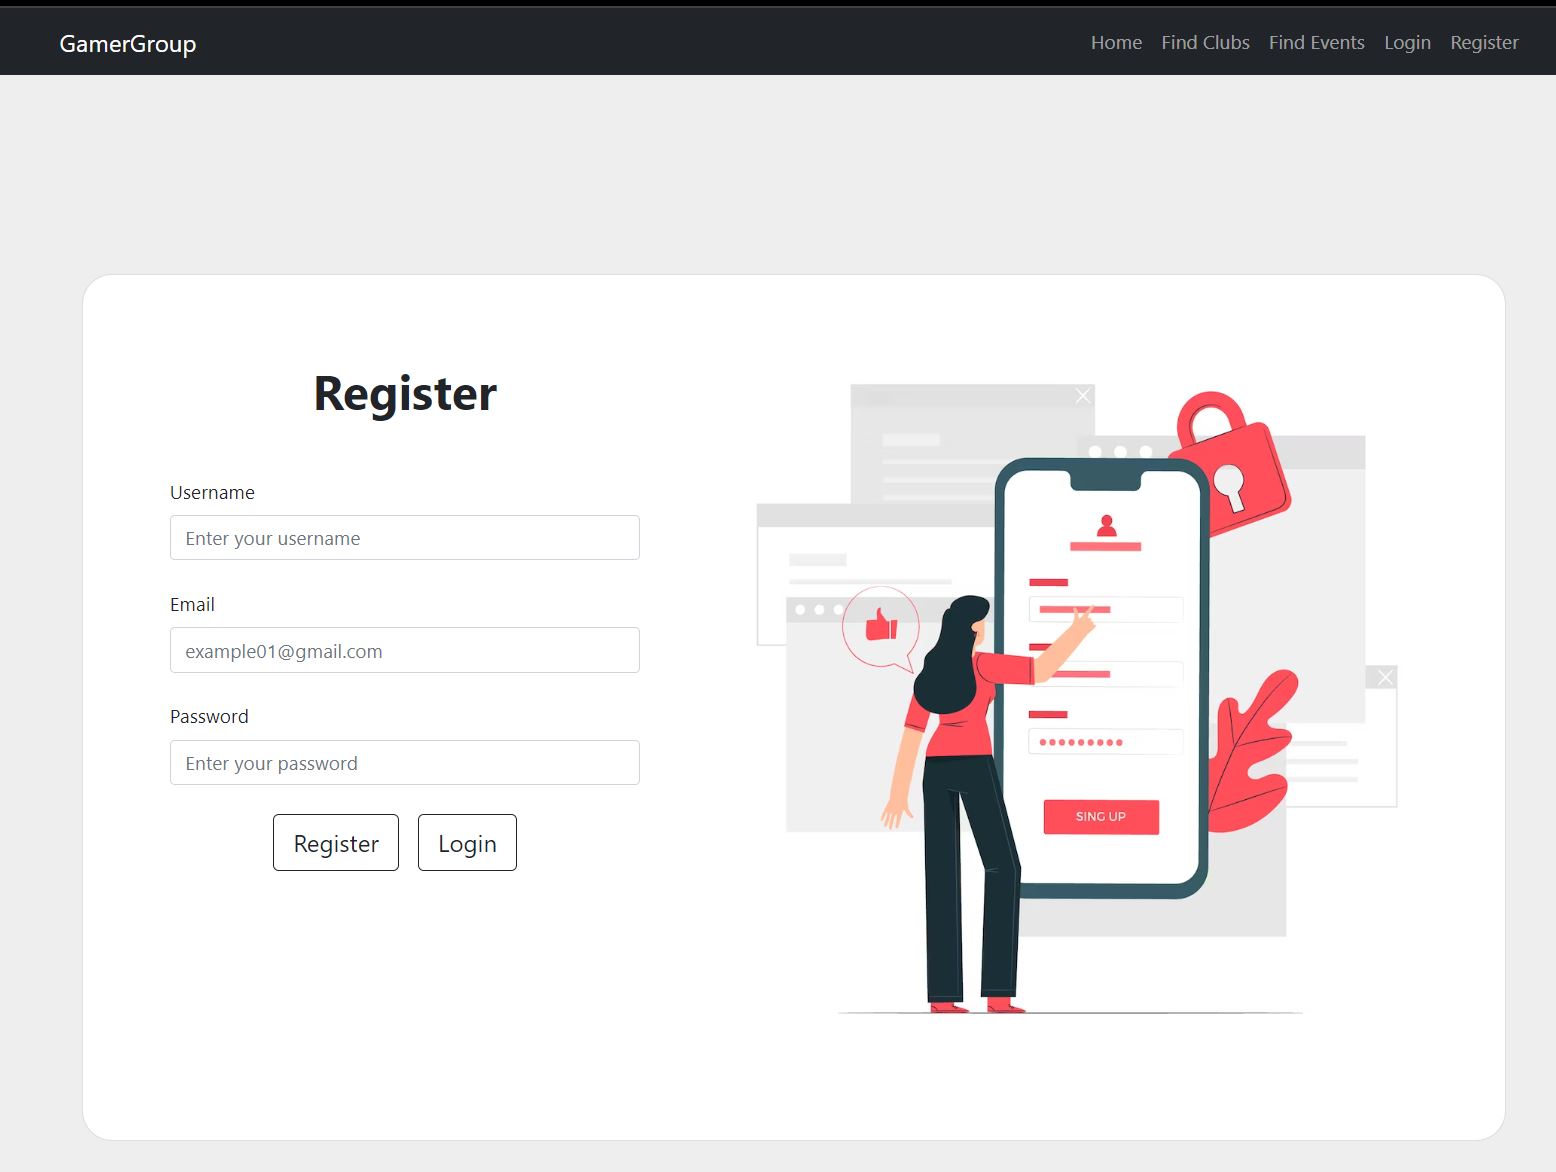 GamerGroup
Home Find Clubs Find Events Login Register
Register
Username
Enter your username
Email
example01@gmail.com
Password
Enter your password
Register Login
SING UP